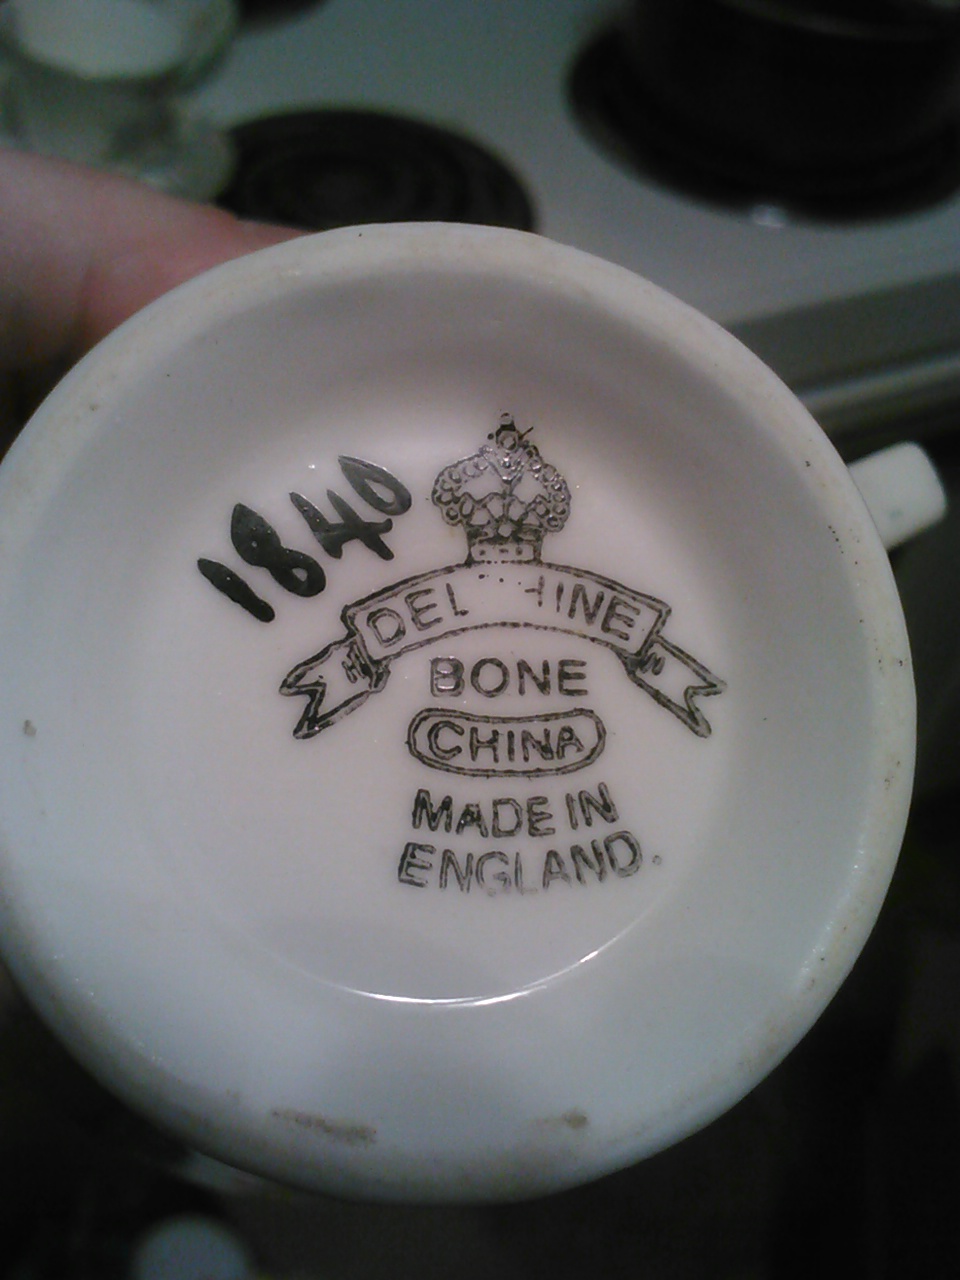 1840
DEL HINE
BONE
CHINA
MADE IN
ENGLAND.